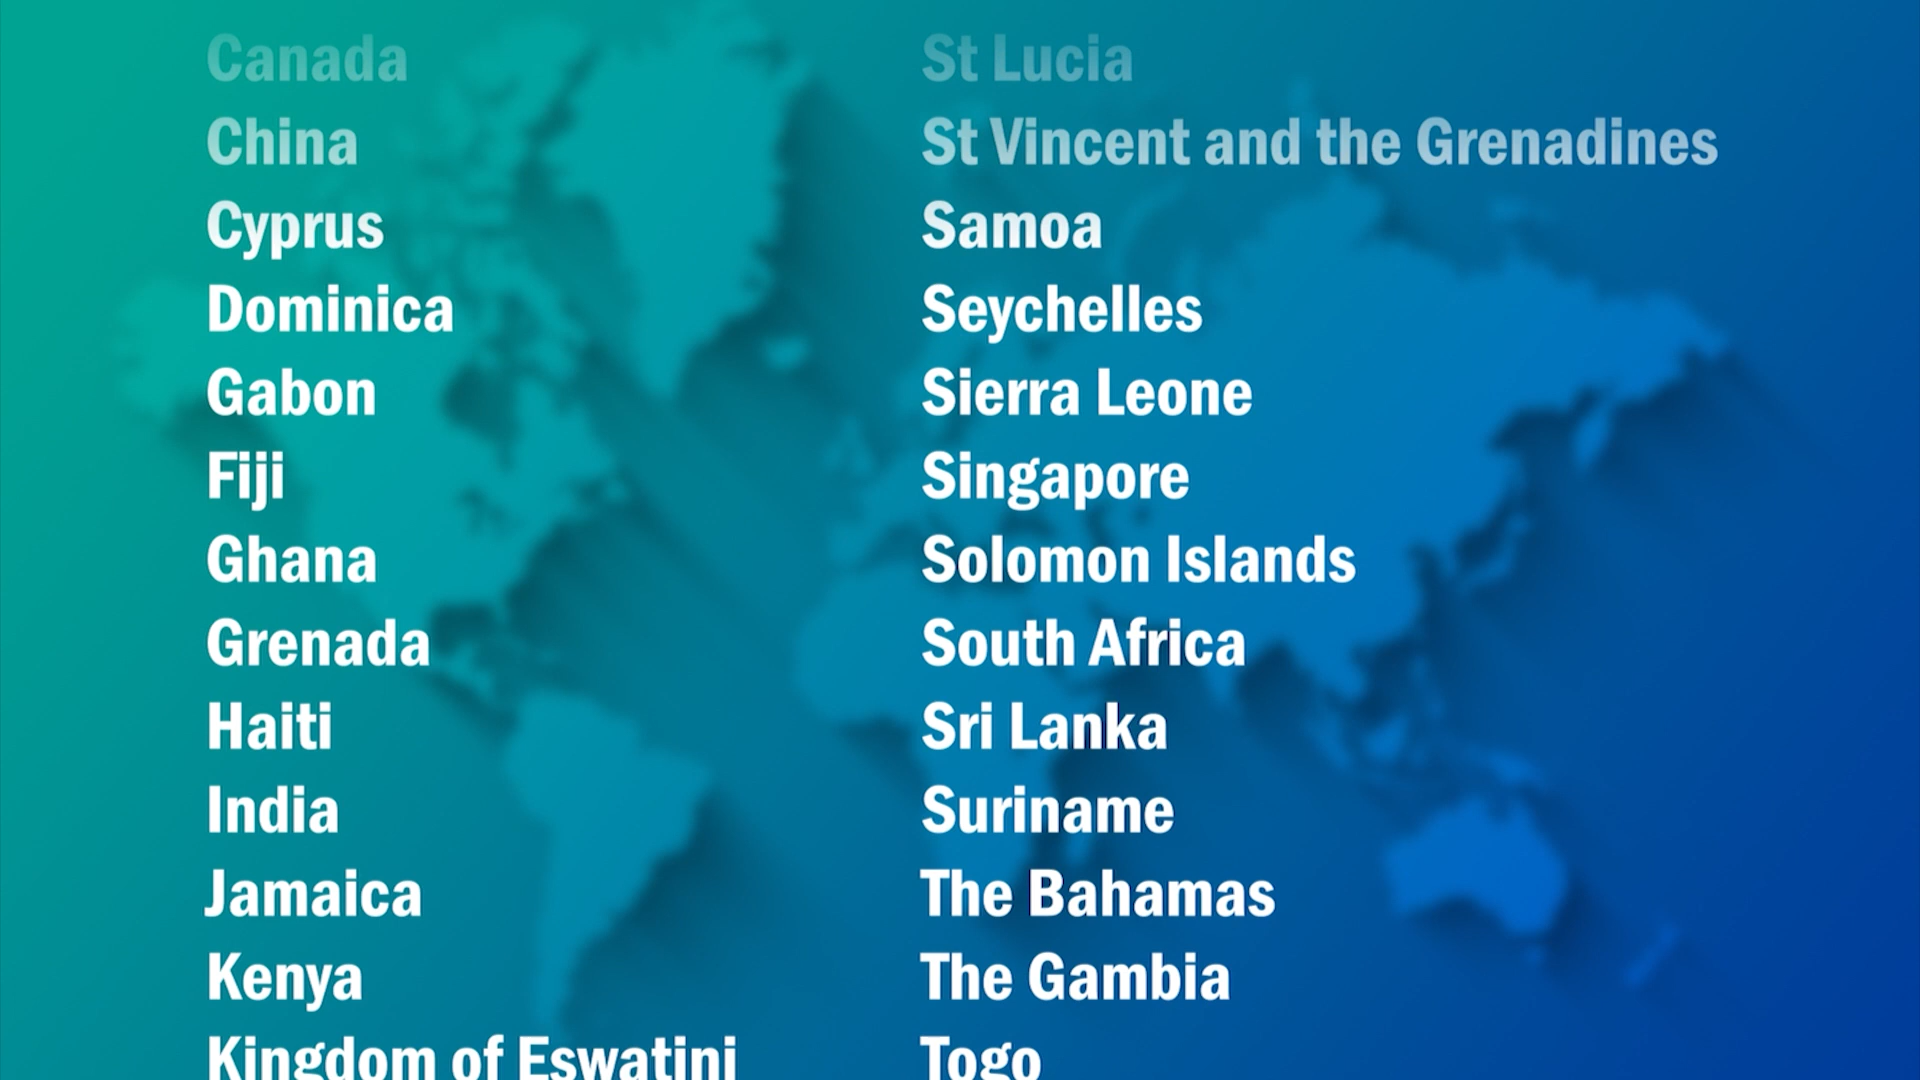 Canada
China
Cyprus
Dominica
Gabon
Fiji
Ghana
Grenada
Haiti
India
Jamaica
Kenya
Kingdom of Eswatini
St Lucia
St Vincent and the Grenadines
Samoa
Seychelles
Sierra Leone
Singapore
Solomon Islands
South Africa
Sri Lanka
Suriname
The Bahamas
The Gambia
Togo